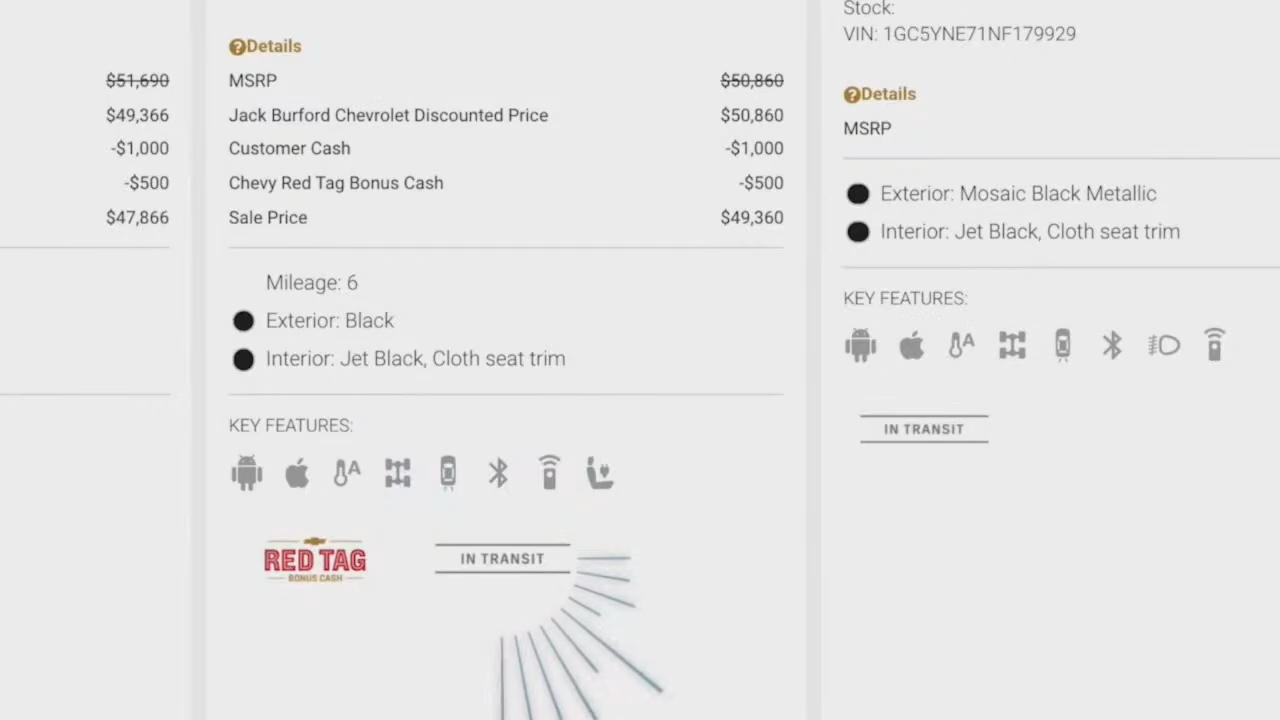 $51,690
$49,366
-$1,000
-$500
$47,866
Details
MSRP $50,860
Jack Burford Chevrolet Discounted Price $50,860
Customer Cash -$1,000
Chevy Red Tag Bonus Cash -$500
Sale Price $49,360
Mileage: 6
Exterior: Black
Interior: Jet Black, Cloth seat trim
KEY FEATURES:
A
RED TAG
BONUS CASH
IN TRANSIT
Stock:
VIN: 1GC5YNE71NF179929
Details
MSRP
Exterior: Mosaic Black Metallic
Interior: Jet Black, Cloth seat trim
KEY FEATURES:
A
IN TRANSIT